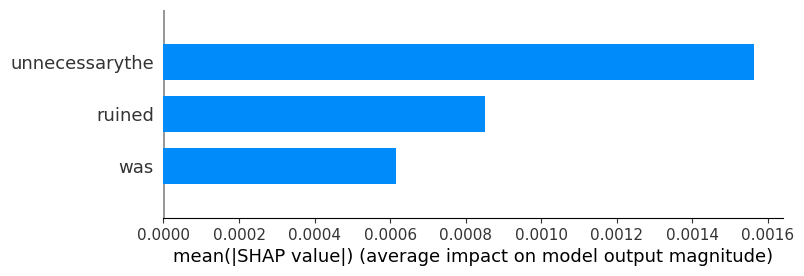 unnecessarythe
ruined
was
0.0000 0.0002 0.0004 0.0006 0.0008 0.0010 0.0012 0.0014 0.0016
mean(|SHAP value|) (average impact on model output magnitude)